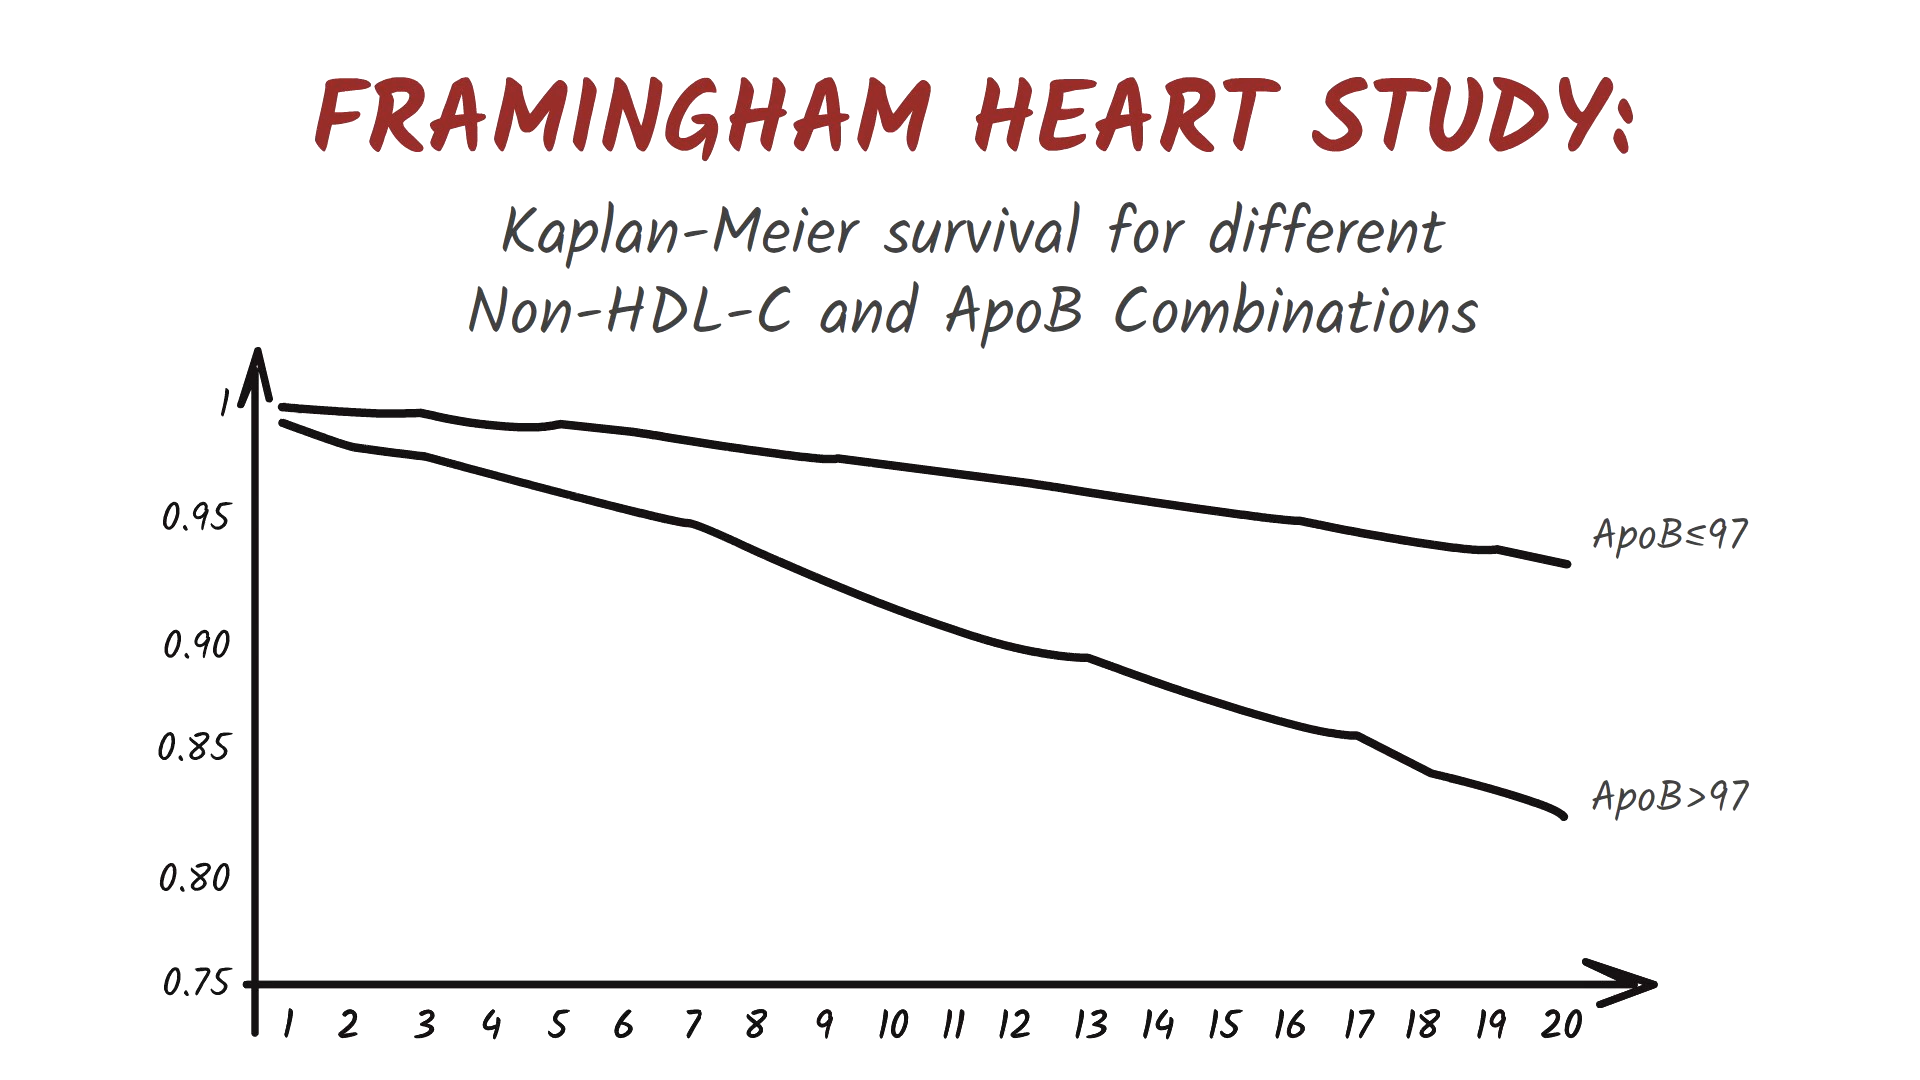 FRAMINGHAM HEART STUDY:
Kaplan-Meier survival for different
Non-HDL-C and ApoB Combinations
1
0.95
0.90
0.85
0.80
0.75
ApoB≤97
ApoB>97
1 2 3 4 5 6 7 8 9 10 11 12 13 14 15 16 17 18 19 20